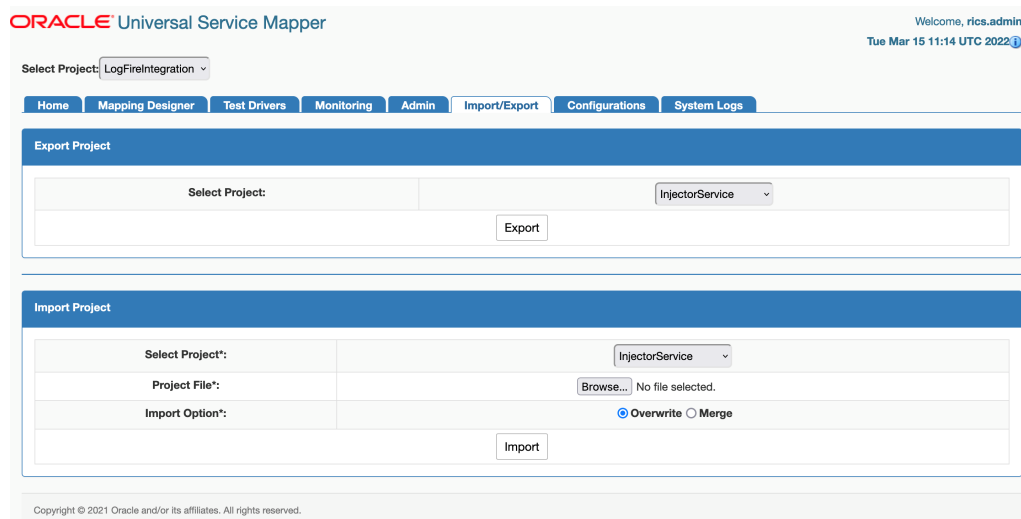 ORACLE® Universal Service Mapper
Welcome, rics.admin
Tue Mar 15 11:14 UTC 2022
Select Project: LogFireIntegration
Home Mapping Designer Test Drivers Monitoring Admin Import/Export Configurations System Logs
Export Project
Select Project: InjectorService
Export
Import Project
Select Project*: InjectorService
Project File*: Browse... No file selected.
Import Option*: Overwrite Merge
Import
Copyright © 2021 Oracle and/or its affiliates. All rights reserved.